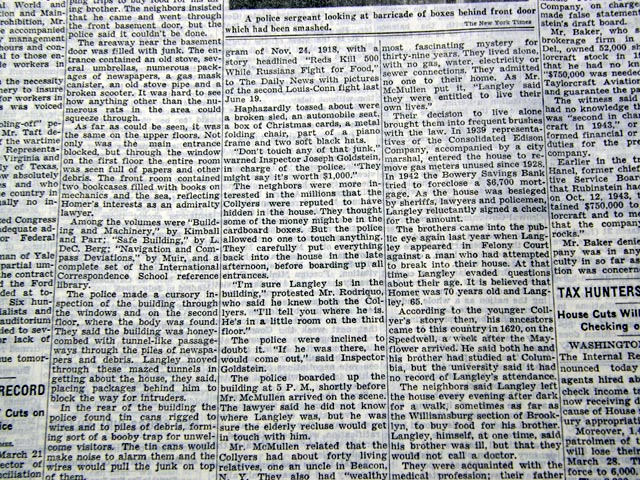 A police sergeant looking at barricade of boxes behind front door
which had been smashed.
The New York Times
ing brother. The neighbors insisted
that he came and went through
the front basement door, but the
police said it couldn't be done.
The areaway near the basement
door was filled with junk. The en-
trance contained an old stove,
several umbrellas, numerous pack-
ages of newspapers, a gas mask
canister, an old stove pipe and a
broken scooter. It was hard to see
how anything other than the nu-
merous rats in the area could
squeeze through.
As far as could be seen, it was
the same on the upper floors. Not
only was the main entrance
blocked, but through the window
on the first floor the entire room
was seen full of papers and other
debris. The front room contained
two bookcases filled with books on
mechanics and the sea, reflecting
Homer's interests as an admiralty
lawyer.
Among the volumes were "Build-
ing and Machinery," by Kimball
and Parr; "Safe Building," by L.
DeC. Berg; "Navigation and Com-
pass Deviations," by Muir, and a
complete set of the International
Correspondence School reference
library.
The police made a cursory in-
spection of the building through
the windows and on the second
floor, where the body was found.
They said the building was honey-
combed with tunnel-like passage-
ways through the piles of newspa-
pers and debris. Langley moved
through these mazed tunnels in
getting about the house, they said,
placing packages behind him to
block the way for intruders.
In the rear of the building the
police found tin cans rigged to
wires and to piles of debris, form-
ing sort of a booby trap for unwel-
come visitors. The tin cans would
make noise to alarm them and the
wires would pull the junk on top
of them.
gram of Nov. 24, 1918, with a
story headlined "Reds Kill 500
While Russians Fight for Food,"
to The Daily News with pictures
of the second Louis-Conn fight last
June 19.
Haphazardly tossed about were
a broken sled, an automobile seat,
a box of Christmas cards, a metal
folding chair, part of a piano
frame and two soft black hats.
"Don't touch any of that junk,"
warned Inspector Joseph Goldstein,
in charge of the police. "They
might say it's worth $1,000."
The neighbors were more in-
terested in the millions that the
Collyers were reputed to have
hidden in the house. They thought
some of the money might be in the
cardboard boxes. But the police
allowed no one to touch anything.
They carefully put everything
back into the house in the late
afternoon, before boarding up all
entrances.
"I'm sure Langley is in the
building," protested Mr. Rodriquo,
who said he knew both the Col-
lyers. "I'll tell you where he is.
He's in a little room on the third
floor."
The police were inclined to
doubt it. "If he was there, he
would come out," said Inspector
Goldstein.
The police boarded up the
building at 5 P. M., shortly before
Mr. McMullen arrived on the scene.
The lawyer said he did not know
where Langley was, but he was
sure the elderly recluse would get
in touch with him.
Mr. McMullen related that the
Collyers had about forty living
relatives, one an uncle in Beacon,
N. Y. They also had "wealthy
most fascinating mystery for
thirty-nine years. They lived alone,
with no gas, water, electricity or
sewer connections. They admitted
no one to their home. As Mr.
McMullen put it, "Langley said
they were entitled to live their
own lives."
Their decision to live alone
brought them into frequent brushes
with the law. In 1939 representa-
tives of the Consolidated Edison
Company, accompanied by a city
marshal, entered the house to re-
move gas meters unused since 1928.
In 1942 the Bowery Savings Bank
tried to foreclose a $6,700 mort-
gage. As the house was besieged
by sheriffs, lawyers and policemen,
Langley reluctantly signed a check
for the amount.
The brothers came into the pub-
lic eye again last year when Lang-
ley appeared in Felony Court
against a man who had attempted
to break into their house. At that
time Langley evaded questions
about their age. It is believed that
Homer was 70 years old and Lang-
ley, 65.
According to the younger Coll-
yer's story then, his ancestors
came to this country in 1620, on the
Speedwell, a week after the May-
flower arrived. He said both he and
his brother had studied at Colum-
bia, but the university said it had
no record of Langley's attendance.
The neighbors said Langley left
the house every evening after dark
for a walk, sometimes as far as
the Williamsburg section of Brook-
lyn, to buy food for his brother.
Langley, himself, at one time, said
his brother was ill, but that they
would not call a doctor.
They were acquainted with the
medical profession; their father
TAX HUNTERS
House Cuts Will
Checking
WASHINGTON
The Internal Re
nounced today
agents hired
check income ta
now receiving
cause of House
appropriati
Moreover, 1,
patrolmen of
will lose their
March 28. The
force to 6,000.
RECORD
Cuts on
March 21